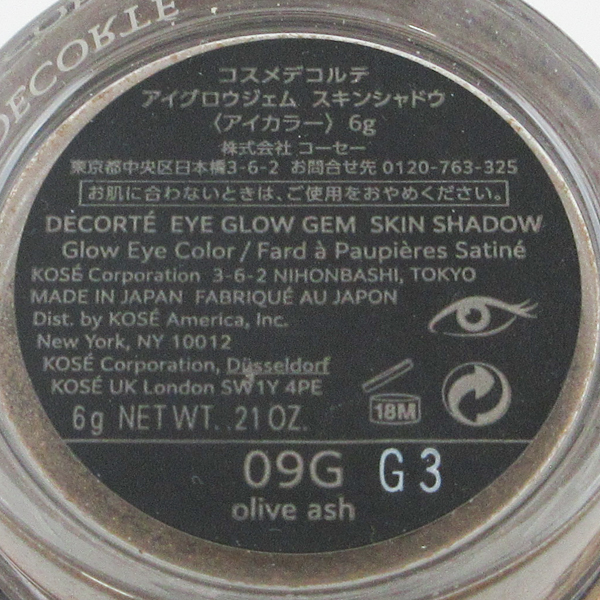 DECORTE
コスメデコルテ
アイグロウジェム スキンシャドウ
〈アイカラー〉 6g
株式会社 コーセー
東京都中央区日本橋3-6-2 お問合せ先 0120-763-325
お肌に合わないときは、ご使用をおやめください。
DECORTÉ EYE GLOW GEM SKIN SHADOW
Glow Eye Color / Fard à Paupières Satiné
KOSÉ Corporation 3-6-2 NIHONBASHI, TOKYO
MADE IN JAPAN FABRIQUÉ AU JAPON
Dist. by KOSÉ America, Inc.
New York, NY 10012
KOSÉ Corporation, Düsseldorf
KOSÉ UK London SW1Y 4PE
18M
6g NET WT. .21 OZ.
09G G3
olive ash